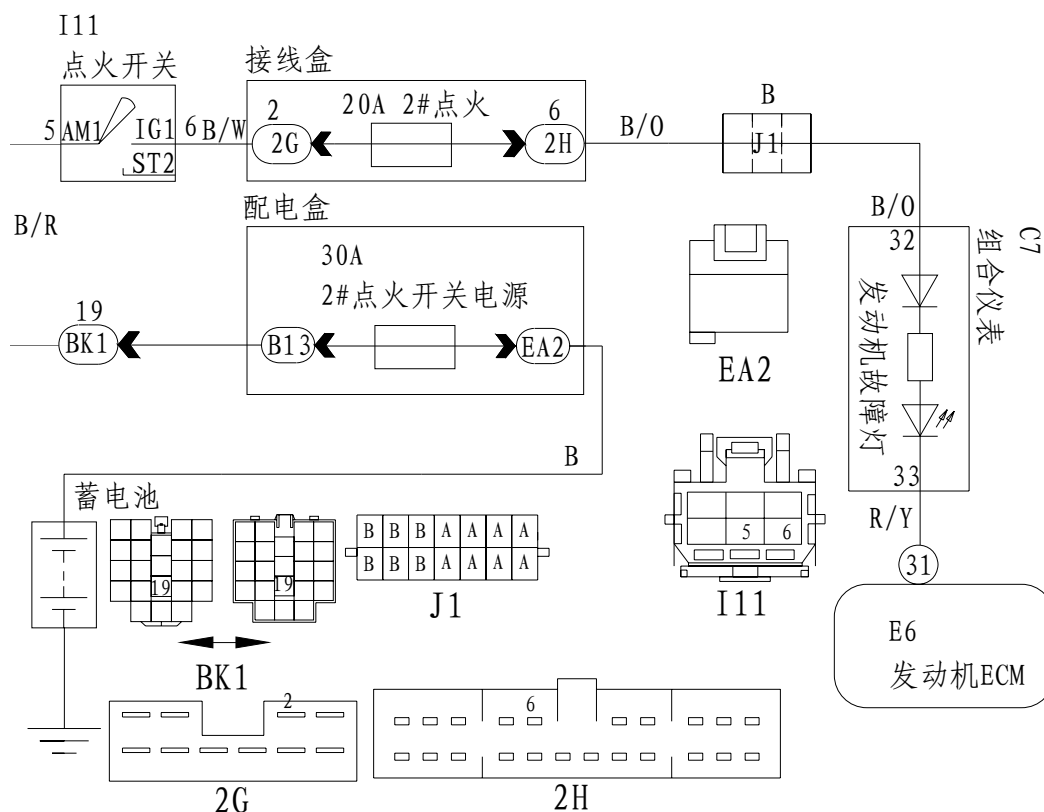 I11
点火开关
5 AM1 IG1 6 B/W
ST2
接线盒
2
2G
20A 2#点火
6
2H
B/O
B
J1
B/O
B/R
配电盒
30A
2#点火开关电源
19
BK1
B13
EA2
B
EA2
C7
组合仪表
32
发动机故障灯
33
R/Y
31
E6
发动机ECM
蓄电池
19
19
BK1
B B B A A A A
B B B A A A A
J1
5 6
I11
2
2G
6
2H